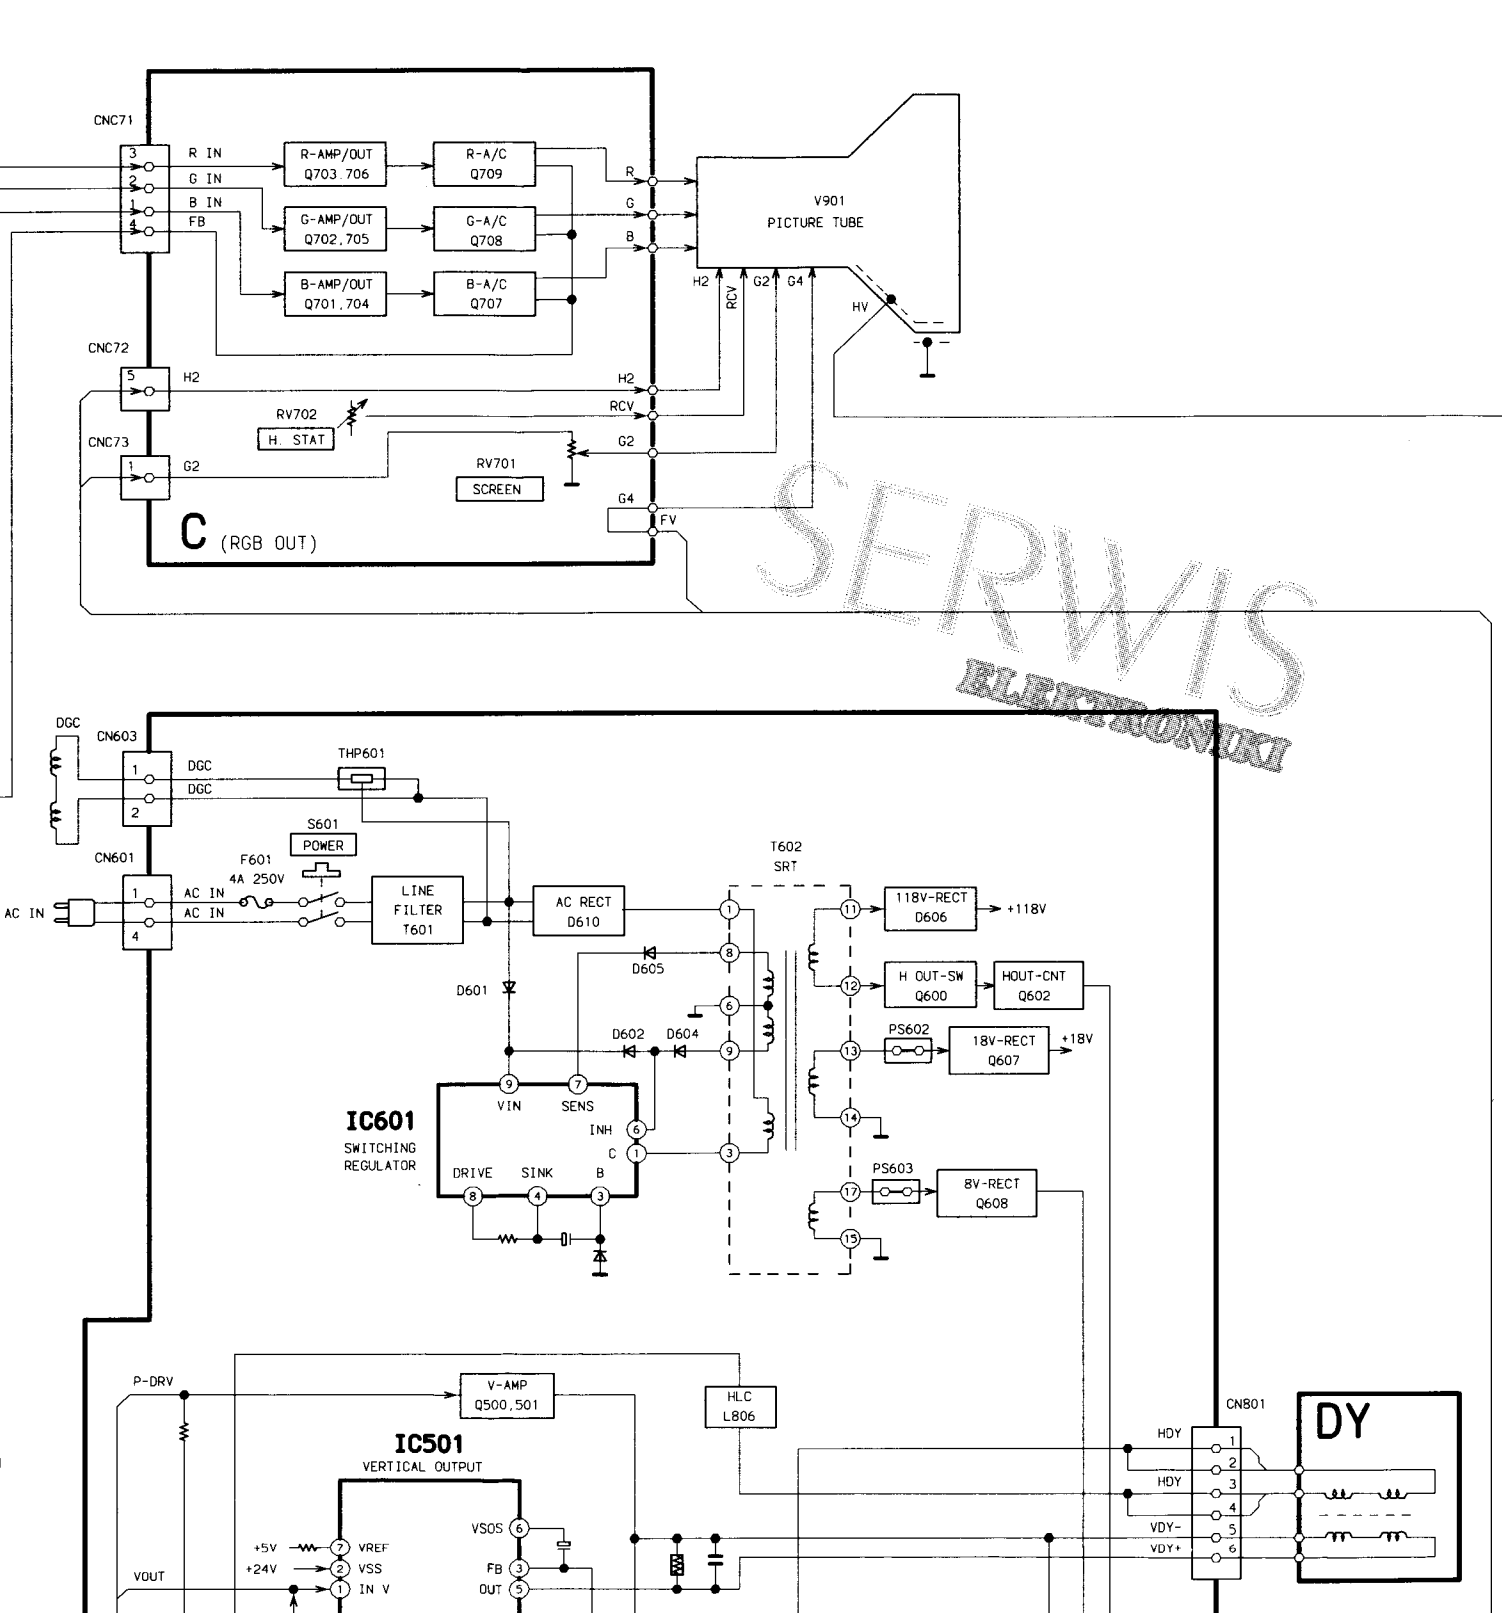 CNC71
3 R IN
2 G IN
1 B IN
4 FB
R-AMP/OUT
Q703.706
R-A/C
Q709
G-AMP/OUT
Q702,705
G-A/C
Q708
B-AMP/OUT
Q701,704
B-A/C
Q707
R
G
B
V901
PICTURE TUBE
H2
RCV
G2
G4
HV
CNC72
5 H2
H2
RCV
RV702
H. STAT
CNC73
1 G2
G2
RV701
SCREEN
G4
FV
C (RGB OUT)
SERWIS
ELEKTRONIKI
DGC
CN603
1 DGC
DGC
2
THP601
S601
POWER
CN601
F601
4A 250V
AC IN
1 AC IN
AC IN
4
LINE
FILTER
T601
AC RECT
D610
T602
SRT
1
8
6
9
3
11
12
13
14
17
15
118V-RECT
D606
+118V
H OUT-SW
Q600
HOUT-CNT
Q602
PS602
18V-RECT
Q607
+18V
PS603
8V-RECT
Q608
D605
D601
D602 D604
IC601
SWITCHING
REGULATOR
9
VIN
7
SENS
INH 6
C 1
DRIVE SINK B
8 4 3
P-DRV
V-AMP
Q500,501
HLC
L806
CN801
DY
HDY 1
2
HDY 3
4
VDY- 5
VDY+ 6
IC501
VERTICAL OUTPUT
VSOS 6
+5V 7 VREF
+24V 2 VSS
FB 3
VOUT
1 IN V
OUT 5